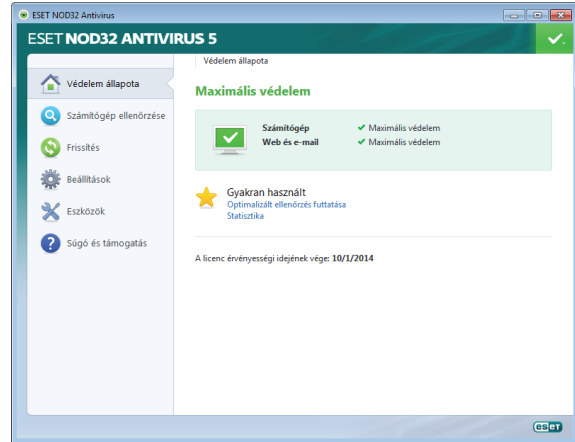 ESET NOD32 Antivirus
ESET NOD32 ANTIVIRUS 5
Védelem állapota
Számítógép ellenőrzése
Frissítés
Beállítások
Eszközök
Súgó és támogatás
Védelem állapota
Maximális védelem
Számítógép ✔ Maximális védelem
Web és e-mail ✔ Maximális védelem
Gyakran használt
Optimalizált ellenőrzés futtatása
Statisztika
A licenc érvényességi idejének vége: 10/1/2014
eset